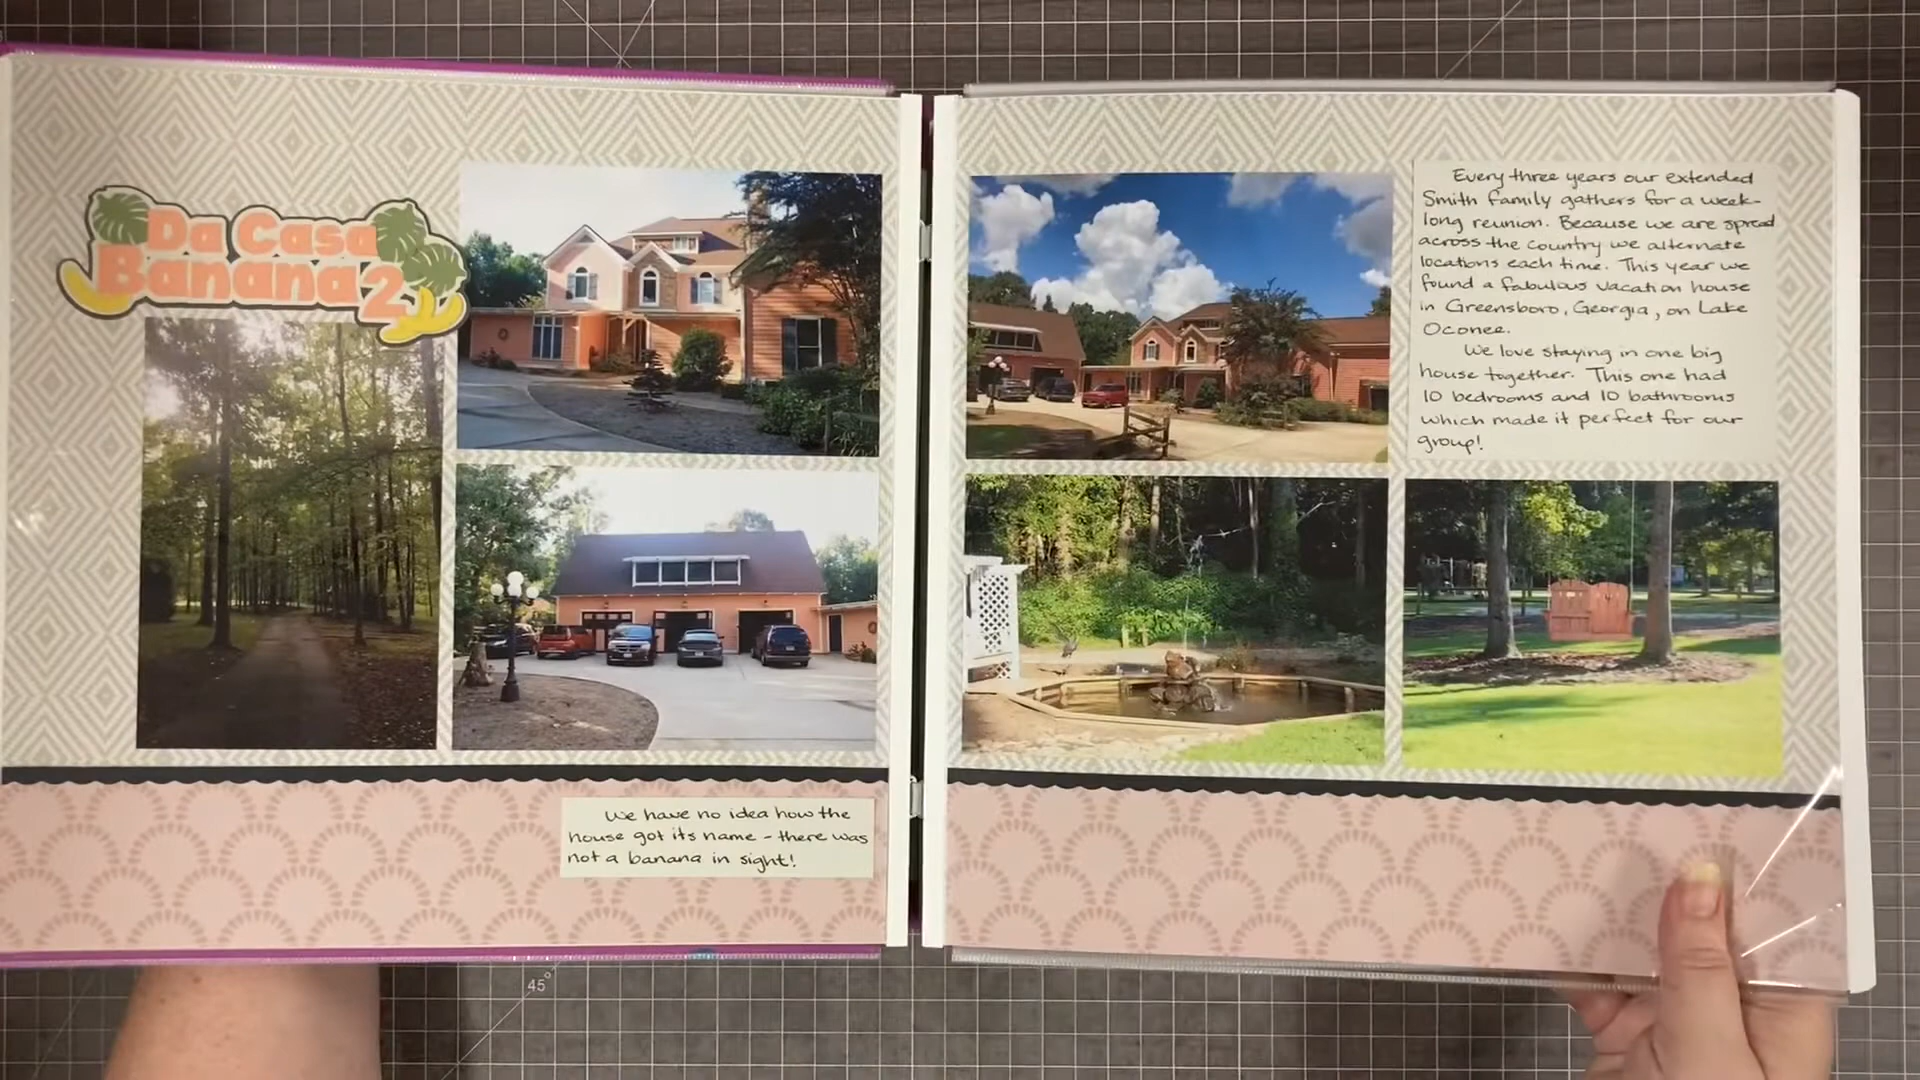 Da Casa
Banana 2
We have no idea how the
house got its name - there was
not a banana in sight!
Every three years our extended
Smith family gathers for a week-
long reunion. Because we are spread
across the country we alternate
locations each time. This year we
found a fabulous vacation house
in Greensboro, Georgia, on Lake
Oconee.
We love staying in one big
house together. This one had
10 bedrooms and 10 bathrooms
which made it perfect for our
group!
45°